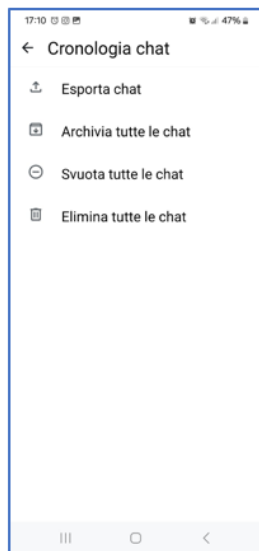 17:10 47%
Cronologia chat
Esporta chat
Archivia tutte le chat
Svuota tutte le chat
Elimina tutte le chat